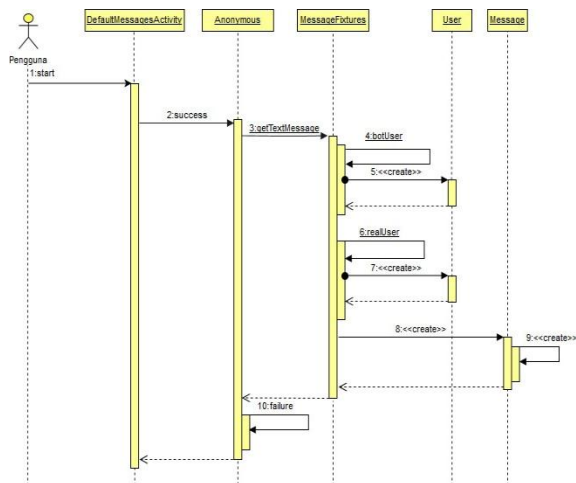 DefaultMessagesActivity
Anonymous
MessageFixtures
User
Message
Pengguna
1:start
2:success
3:getTextMessage
4:botUser
5:<<create>>
6:realUser
7:<<create>>
8:<<create>>
9:<<create>>
10:failure